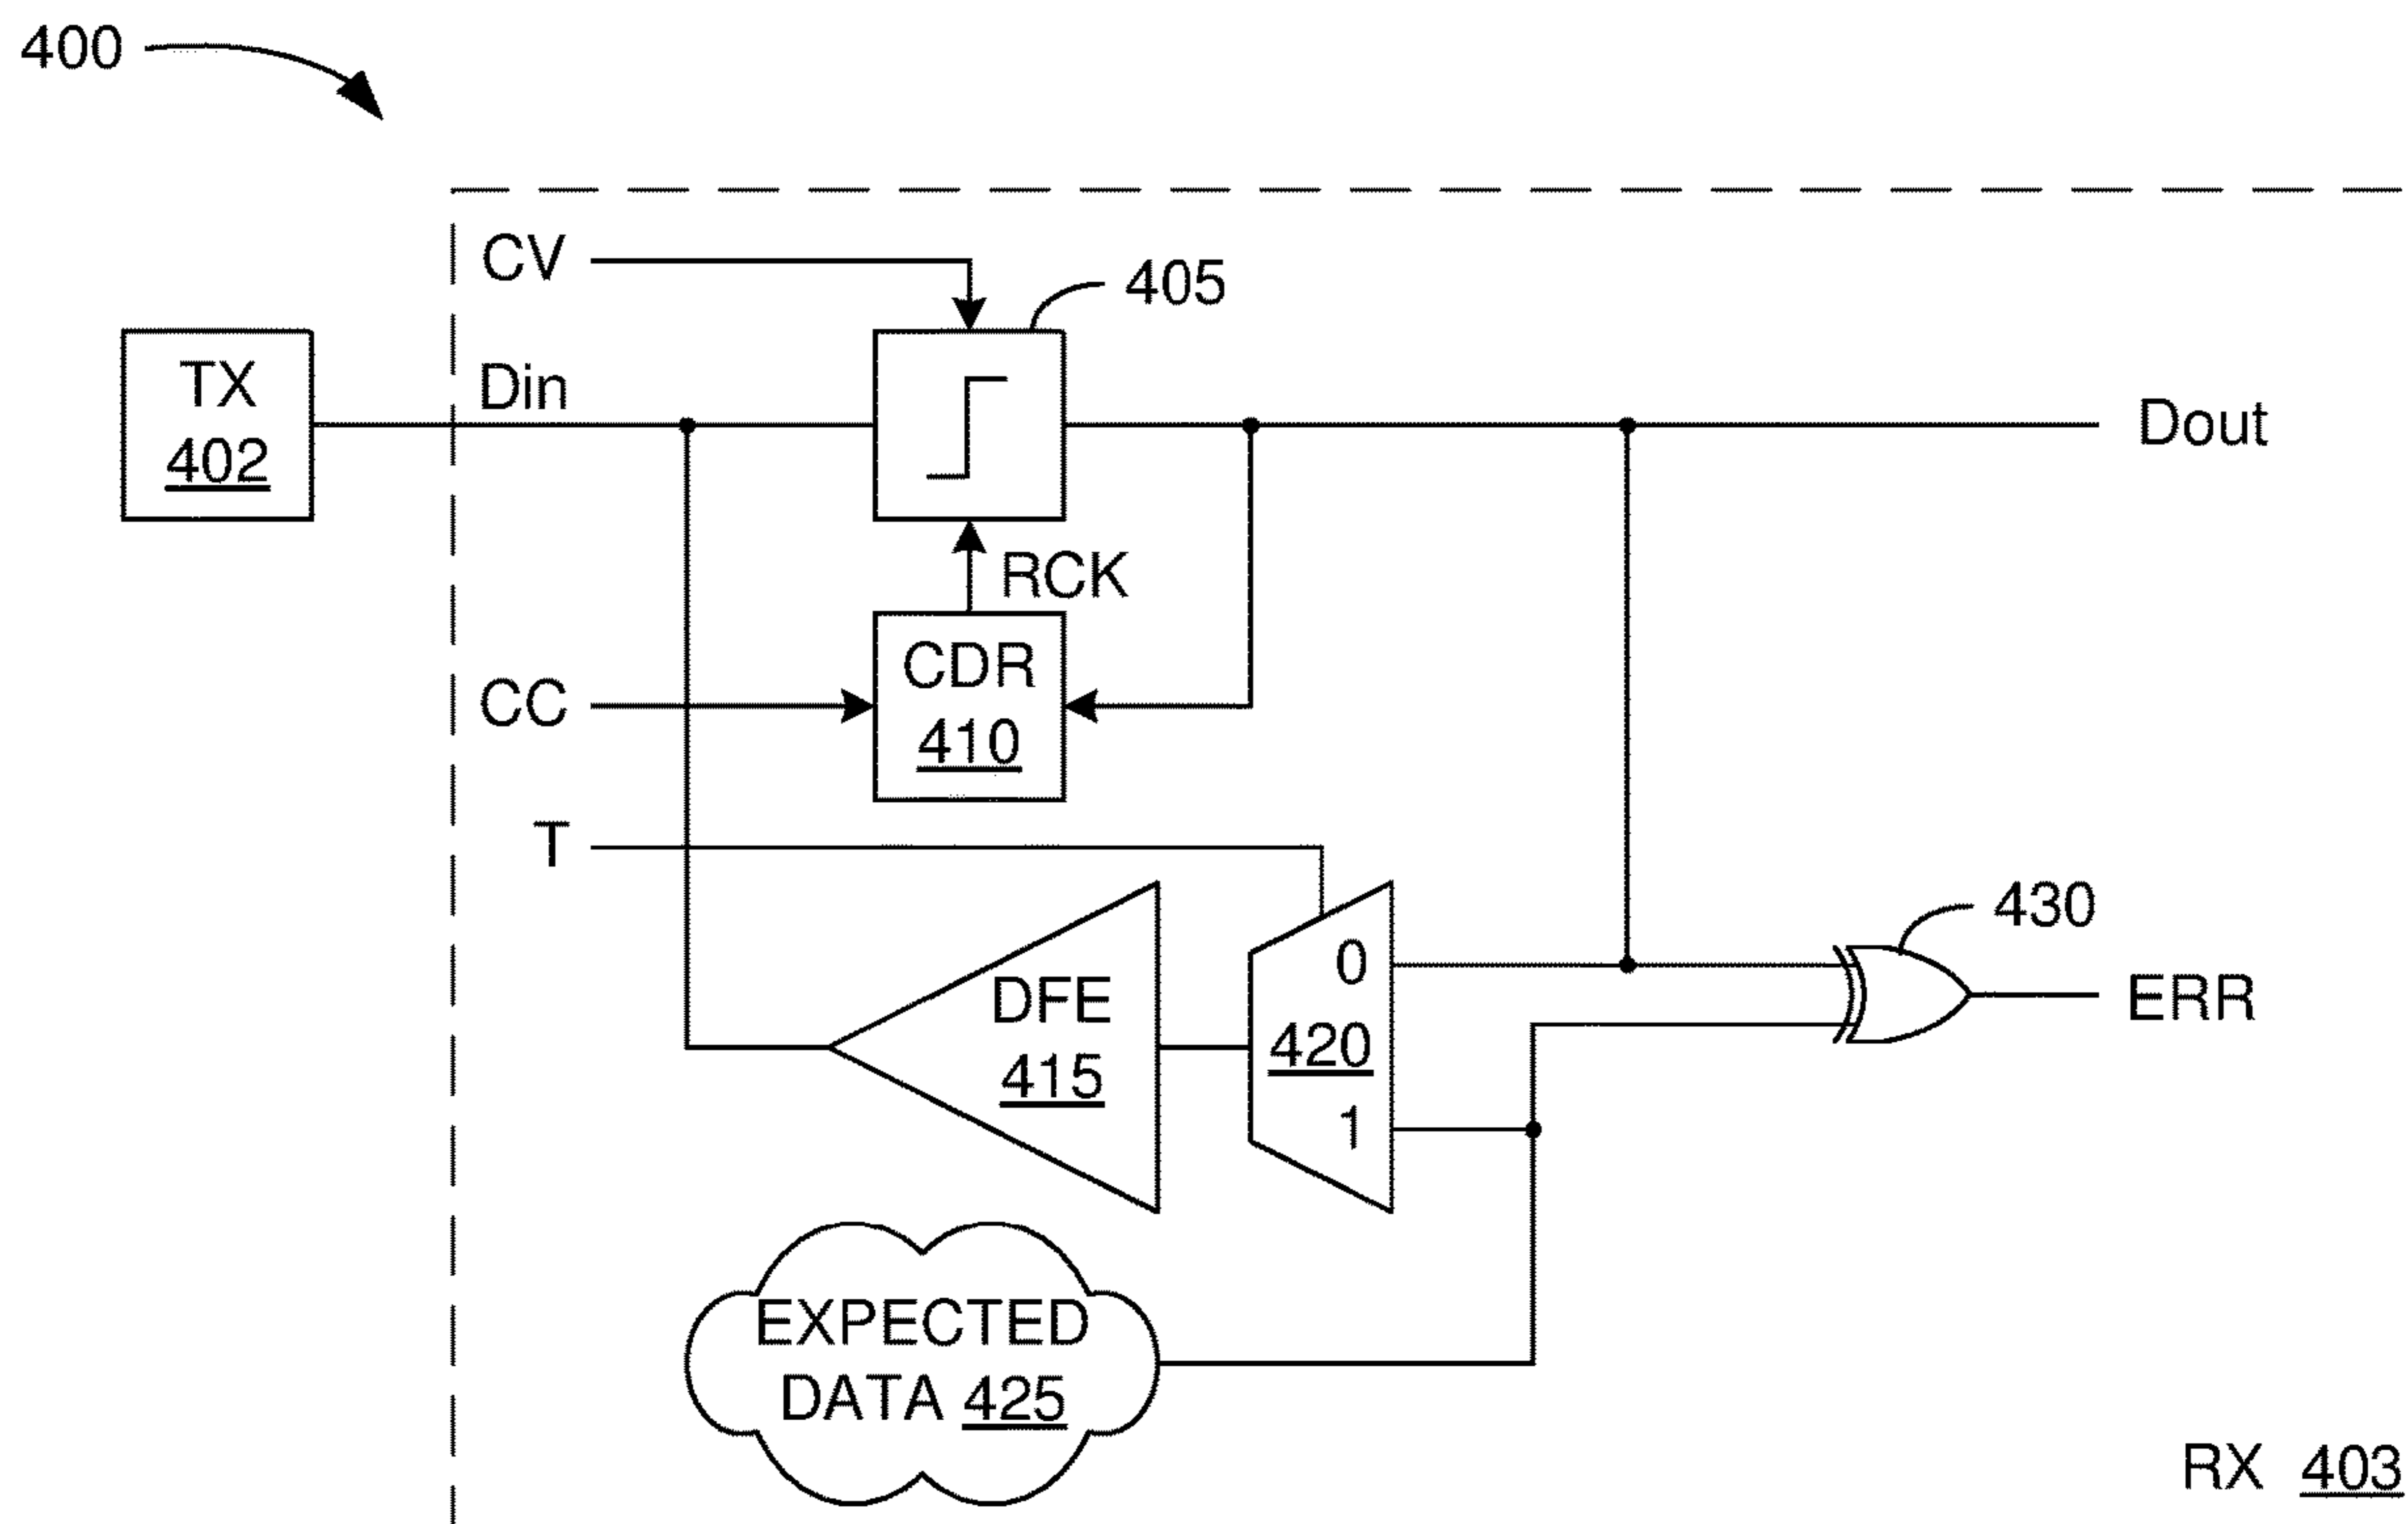 400
CV
405
TX
402
Din
Dout
RCK
CC
CDR
410
T
430
0
DFE
415
420
ERR
1
EXPECTED
DATA 425
RX 403